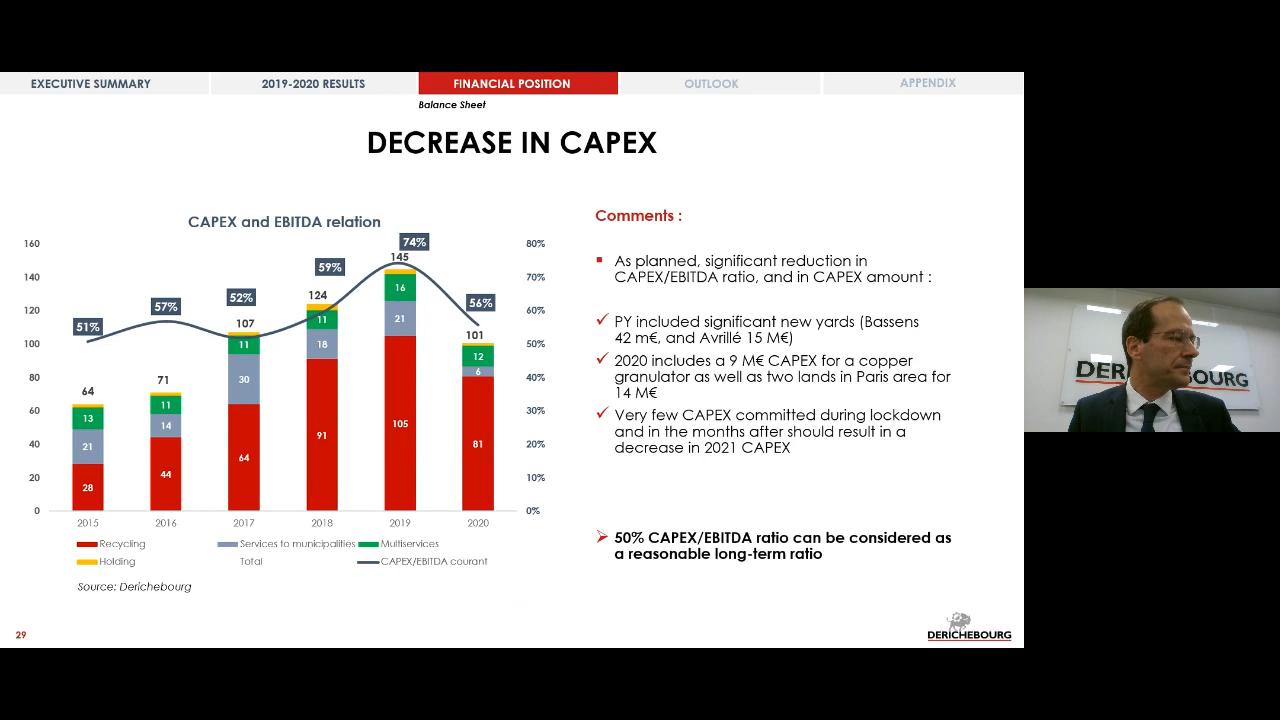 EXECUTIVE SUMMARY
2019-2020 RESULTS
FINANCIAL POSITION
OUTLOOK
APPENDIX
Balance Sheet
DECREASE IN CAPEX
CAPEX and EBITDA relation
160
140
120
100
80
60
40
20
0
80%
70%
60%
50%
40%
30%
20%
10%
0%
51%
57%
52%
59%
74%
56%
64
71
107
124
145
101
13
21
28
11
14
44
11
30
64
11
18
91
16
21
105
12
6
81
2015
2016
2017
2018
2019
2020
Recycling
Services to municipalities
Multiservices
Holding
Total
CAPEX/EBITDA courant
Source: Derichebourg
Comments :
As planned, significant reduction in
CAPEX/EBITDA ratio, and in CAPEX amount :
PY included significant new yards (Bassens
42 m€, and Avrillé 15 M€)
2020 includes a 9 M€ CAPEX for a copper
granulator as well as two lands in Paris area for
14 M€
Very few CAPEX committed during lockdown
and in the months after should result in a
decrease in 2021 CAPEX
50% CAPEX/EBITDA ratio can be considered as
a reasonable long-term ratio
29
DERICHEBOURG
DERI BOURG